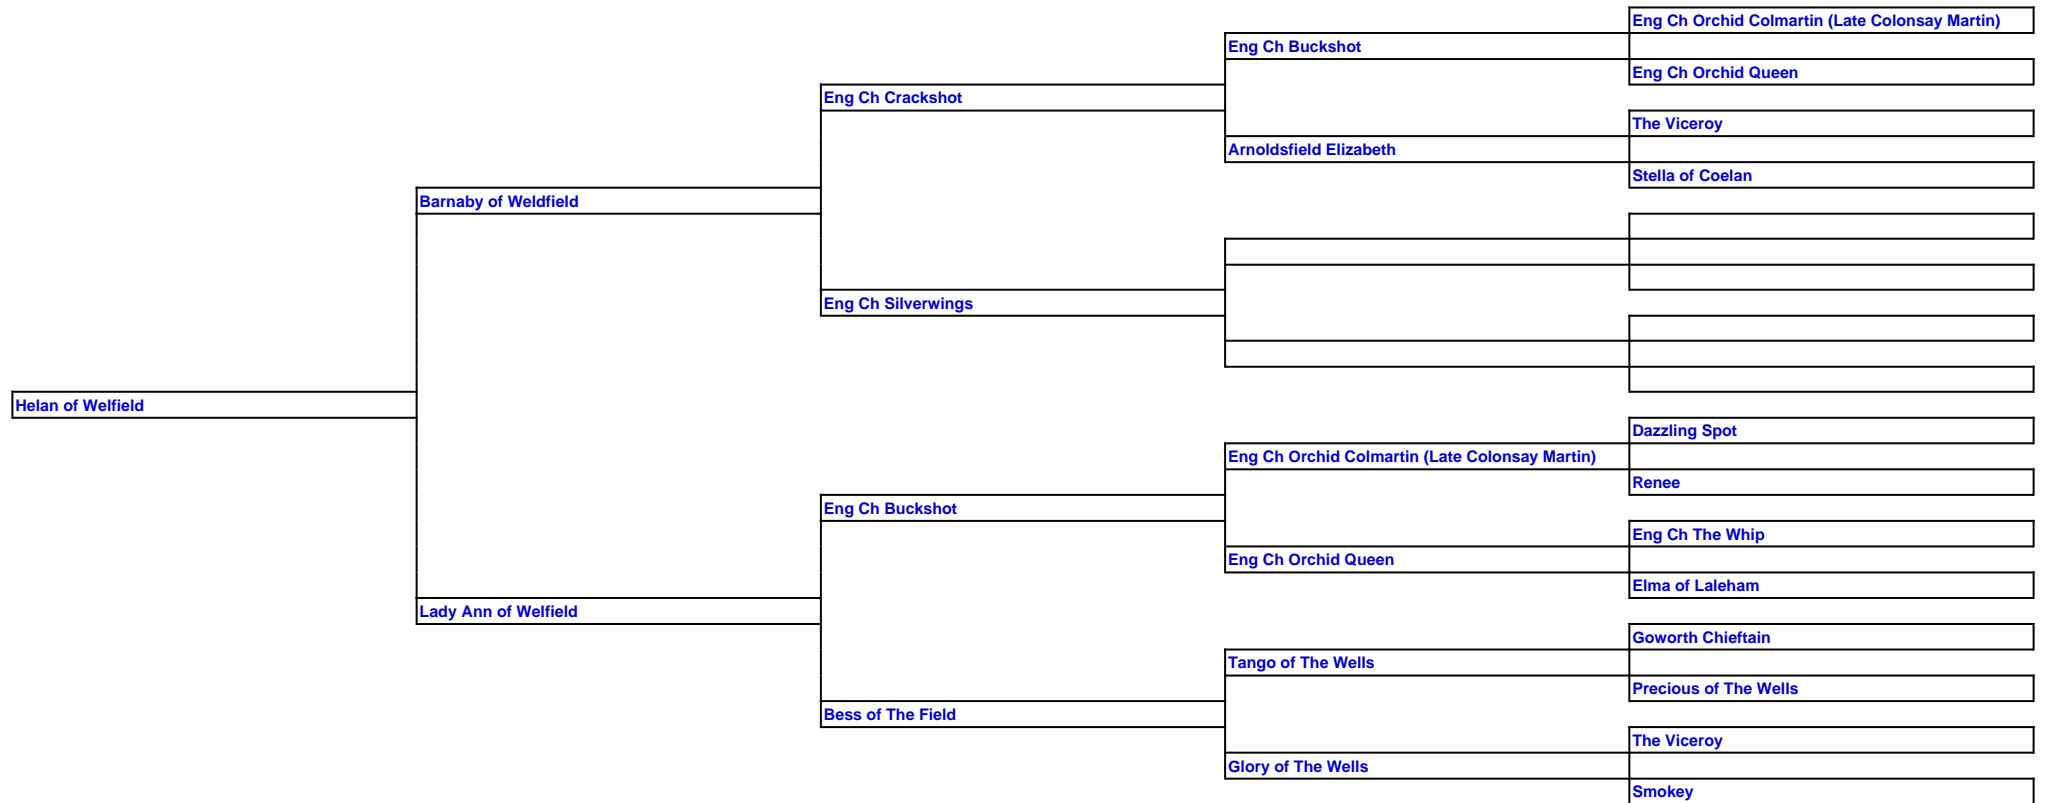 Eng Ch Orchid Colmartin (Late Colonsay Martin)
Eng Ch Buckshot
Eng Ch Orchid Queen
Eng Ch Crackshot
The Viceroy
Arnoldsfield Elizabeth
Stella of Coelan
Barnaby of Weldfield
Eng Ch Silverwings
Helan of Welfield
Dazzling Spot
Eng Ch Orchid Colmartin (Late Colonsay Martin)
Renee
Eng Ch Buckshot
Eng Ch The Whip
Eng Ch Orchid Queen
Elma of Laleham
Lady Ann of Welfield
Goworth Chieftain
Tango of The Wells
Precious of The Wells
Bess of The Field
The Viceroy
Glory of The Wells
Smokey